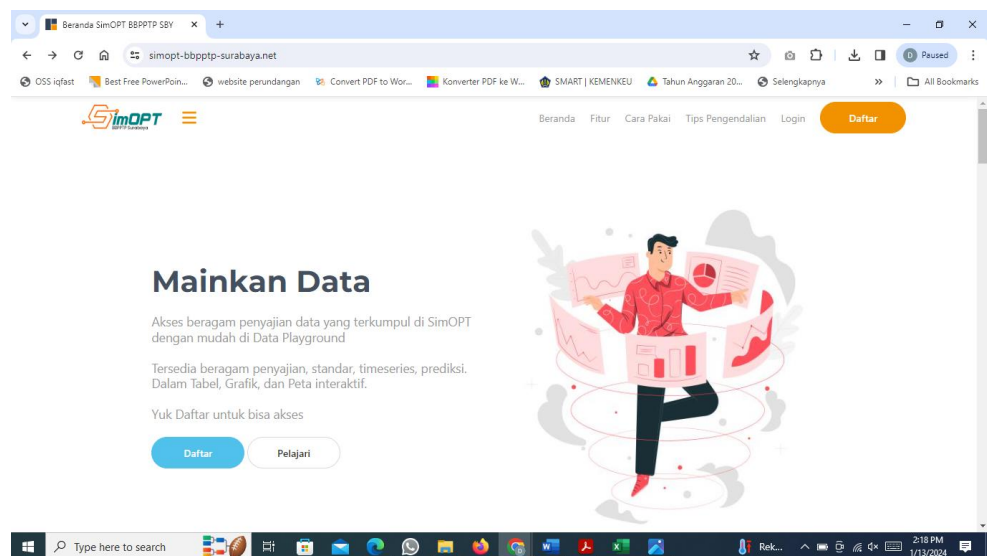 Beranda SimOPT BBPPTP SBY
simopt-bbpptp-surabaya.net
D Paused
OSS iqfast Best Free PowerPoin... website perundangan Convert PDF to Wor... Konverter PDF ke W... SMART | KEMENKEU Tahun Anggaran 20... Selengkapnya » All Bookmarks
SimOPT
BBPPTP Surabaya
Beranda Fitur Cara Pakai Tips Pengendalian Login Daftar
Mainkan Data
Akses beragam penyajian data yang terkumpul di SimOPT
dengan mudah di Data Playground
Tersedia beragam penyajian, standar, timeseries, prediksi.
Dalam Tabel, Grafik, dan Peta interaktif.
Yuk Daftar untuk bisa akses
Daftar Pelajari
Type here to search
Rek...
2:18 PM
1/13/2024